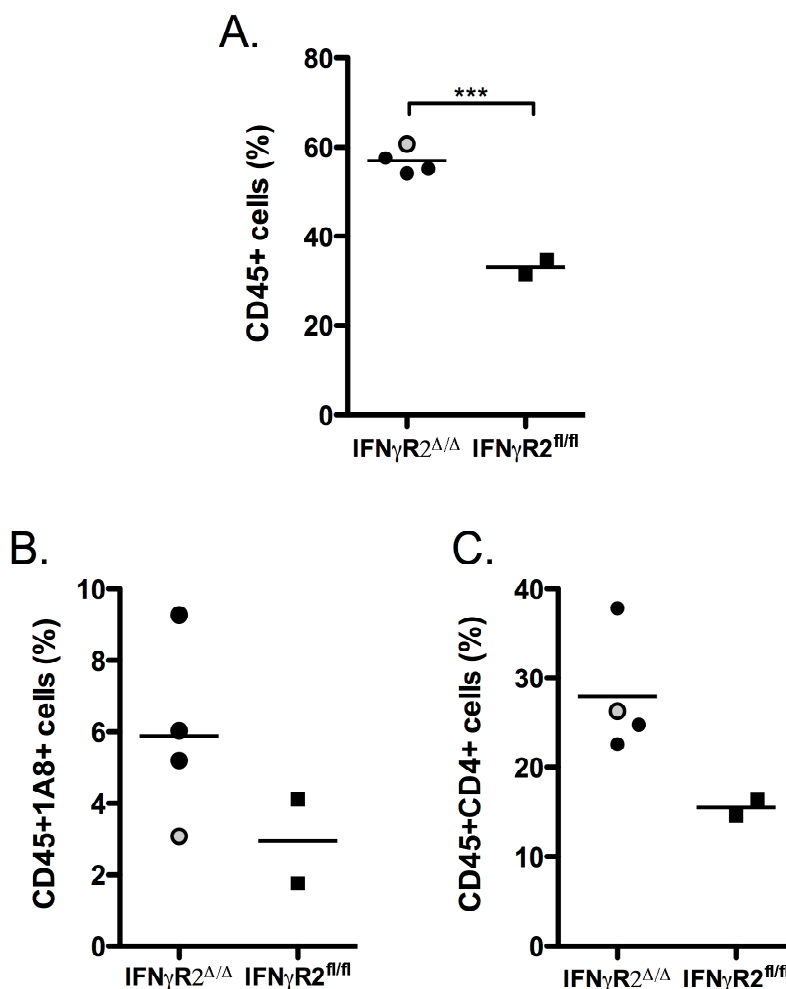 A.
CD45+ cells (%)
80
60
40
20
0
***
IFNγR2Δ/Δ IFNγR2fl/fl
B.
CD45+1A8+ cells (%)
10
8
6
4
2
0
IFNγR2Δ/Δ IFNγR2fl/fl
C.
CD45+CD4+ cells (%)
40
30
20
10
0
IFNγR2Δ/Δ IFNγR2fl/fl